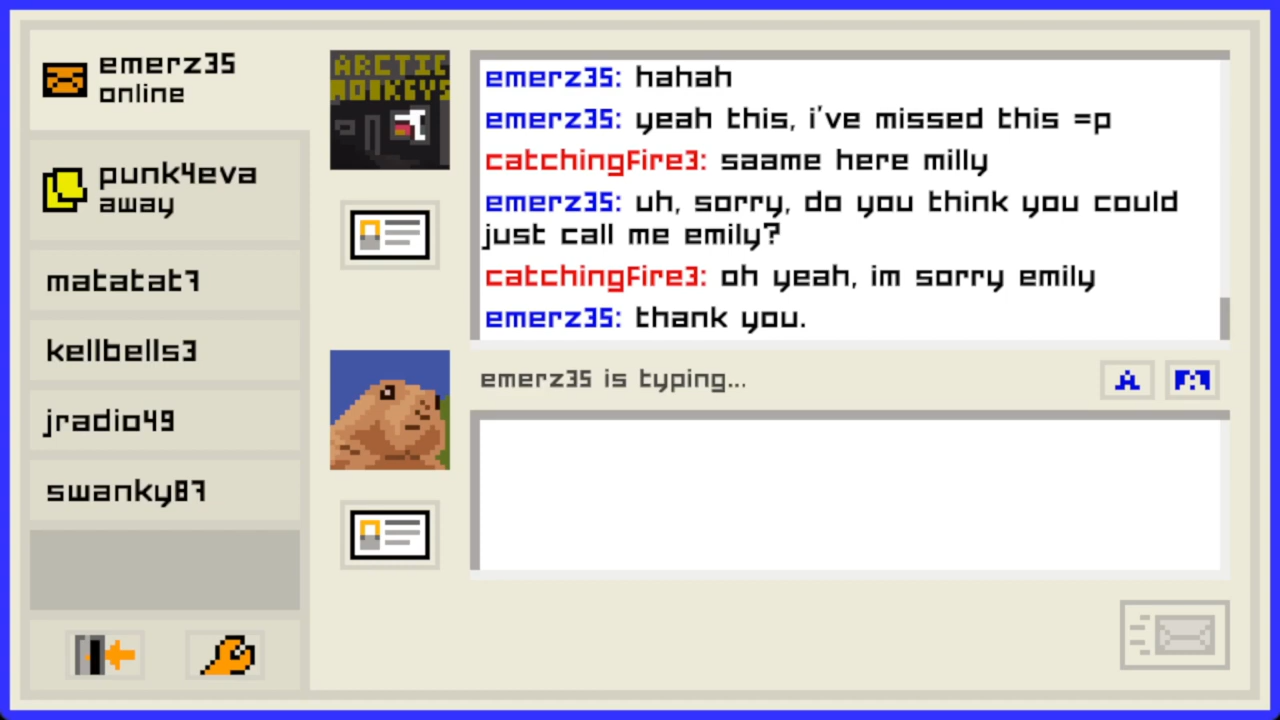 emerz35
online
punk4eva
away
matatat7
kellbells3
jradio49
swanky87
ARCTIC
MONKEYS
emerz35: hahah
emerz35: yeah this, i've missed this =p
catchingfire3: saame here milly
emerz35: uh, sorry, do you think you could
just call me emily?
catchingfire3: oh yeah, im sorry emily
emerz35: thank you.
emerz35 is typing...
A